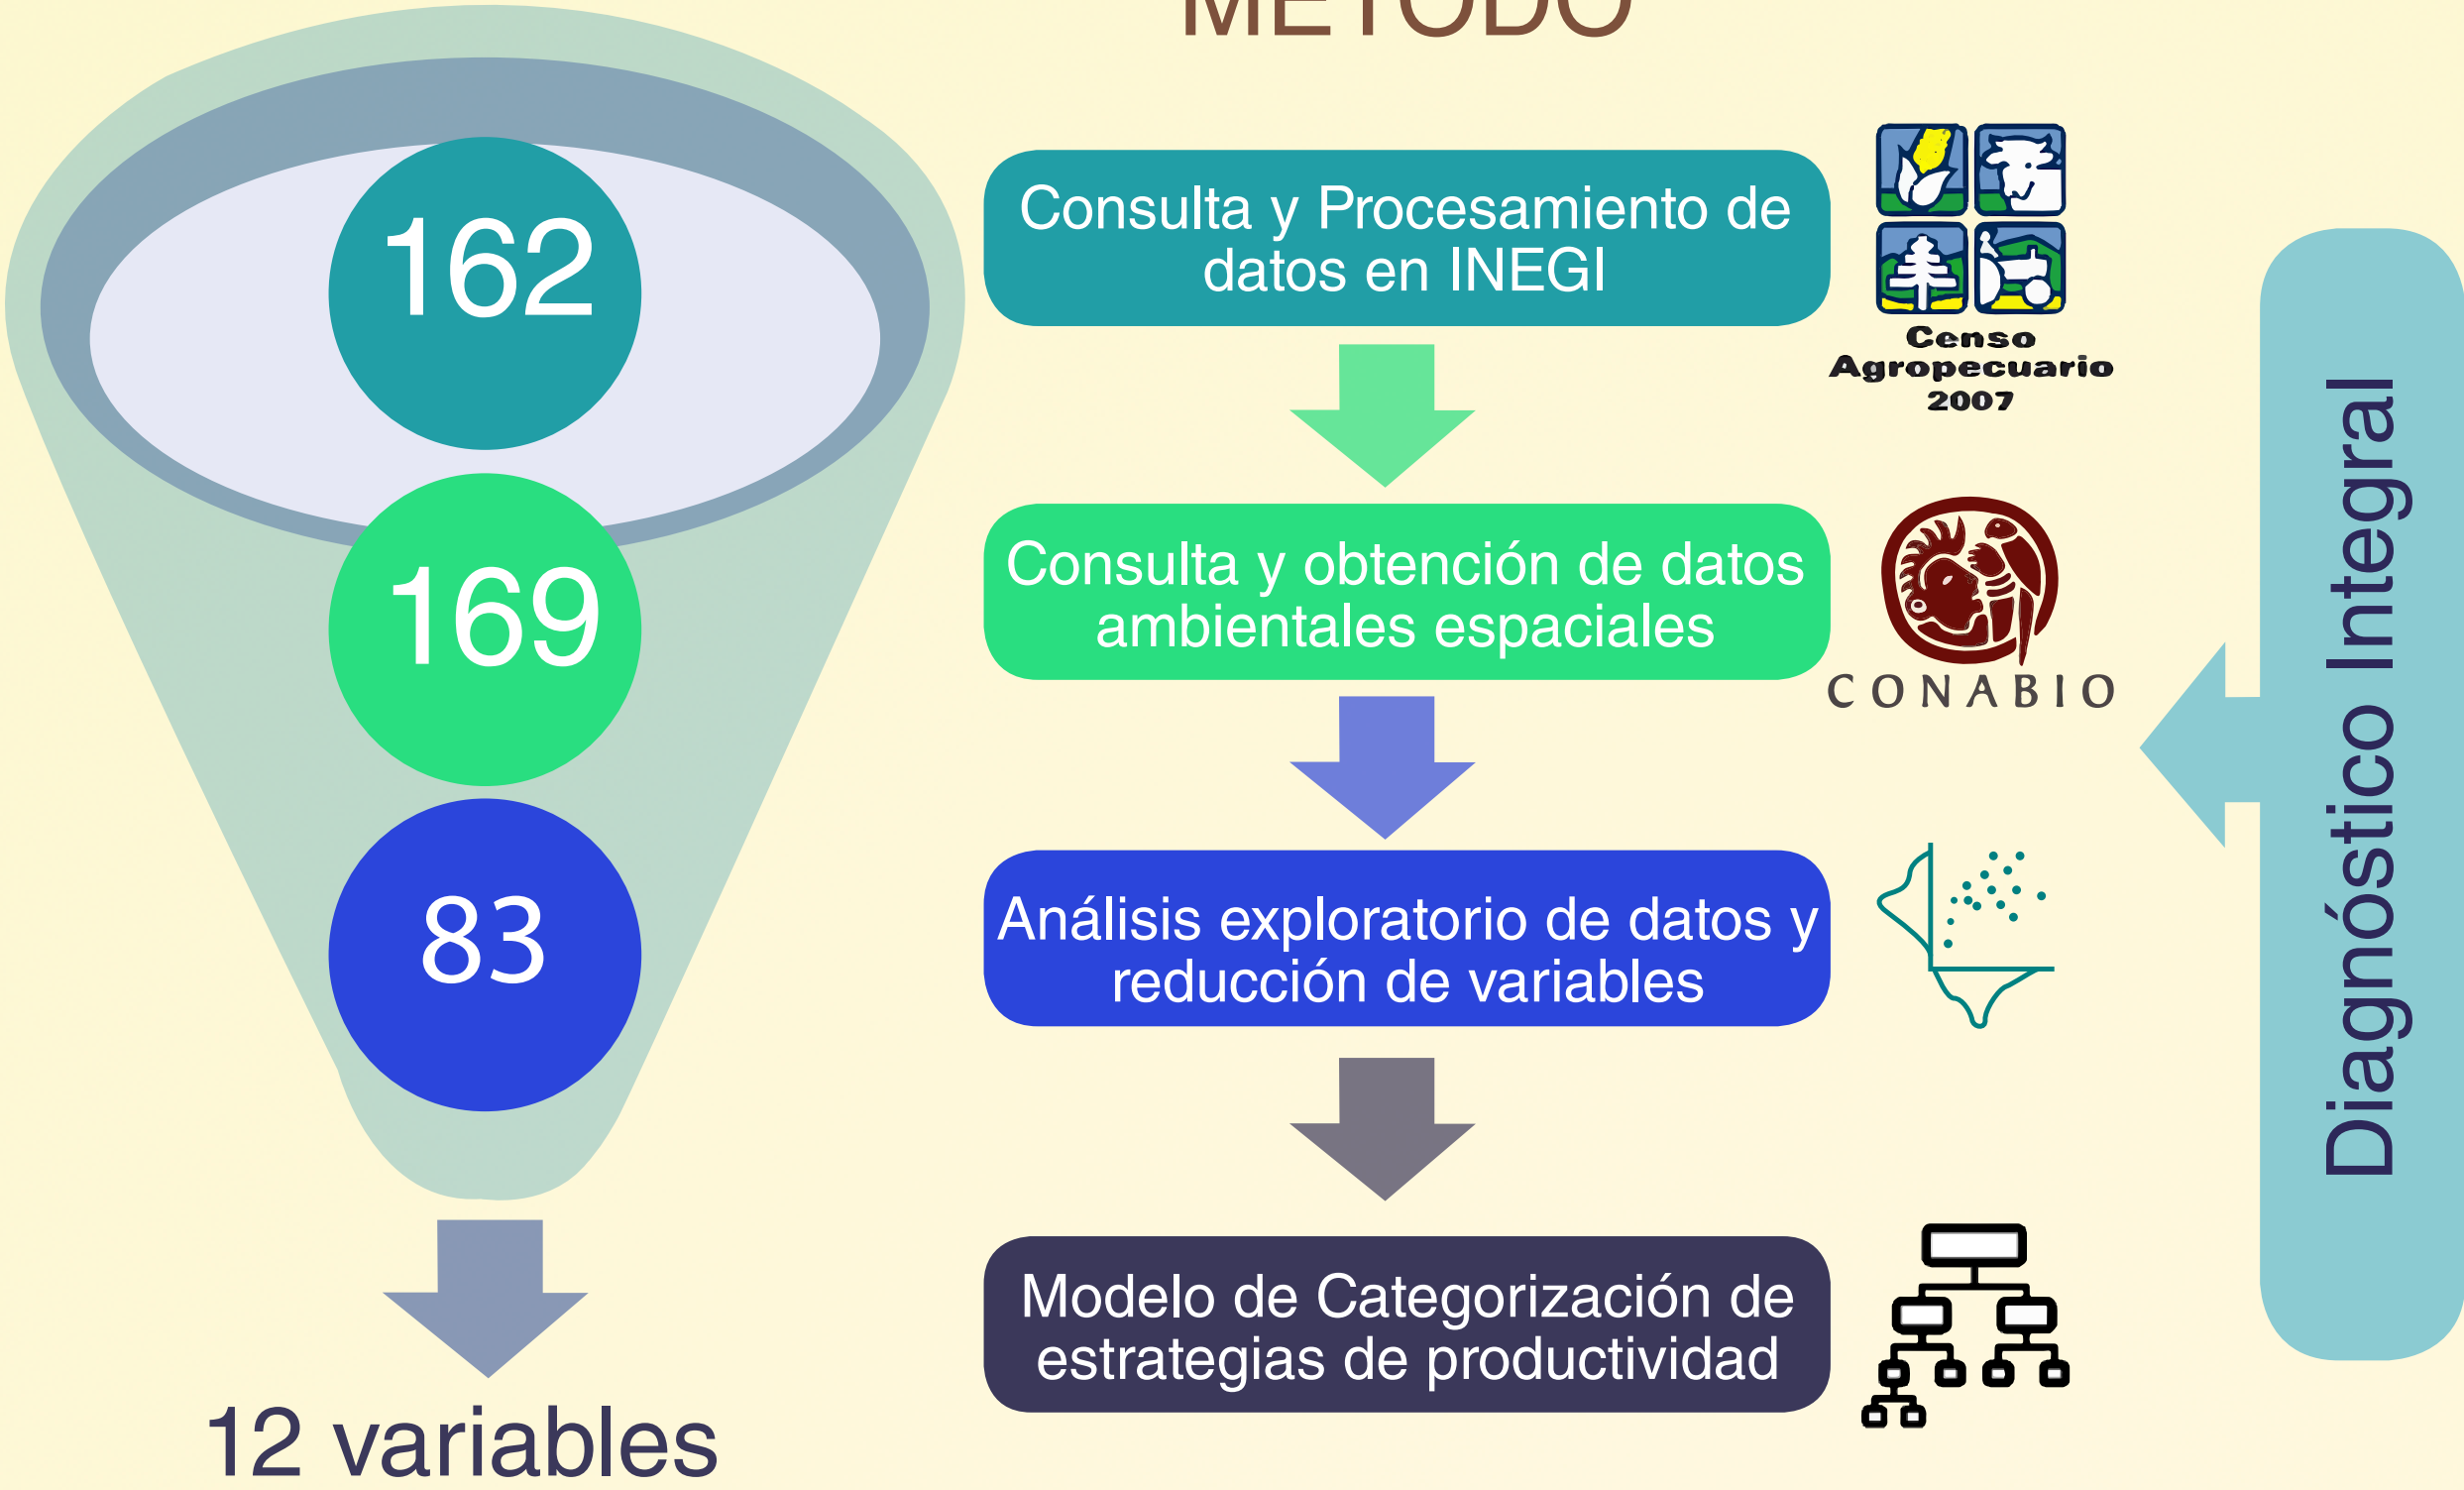 METODO
162
169
83
12 variables
Consulta y Procesamiento de
datos en INEGI
Consulta y obtención de datos
ambientales espaciales
Análisis exploratorio de datos y
reducción de variables
Modelo de Categorización de
estrategias de productividad
Censo
Agropecuario
2007
CONABIO
Diagnóstico Integral